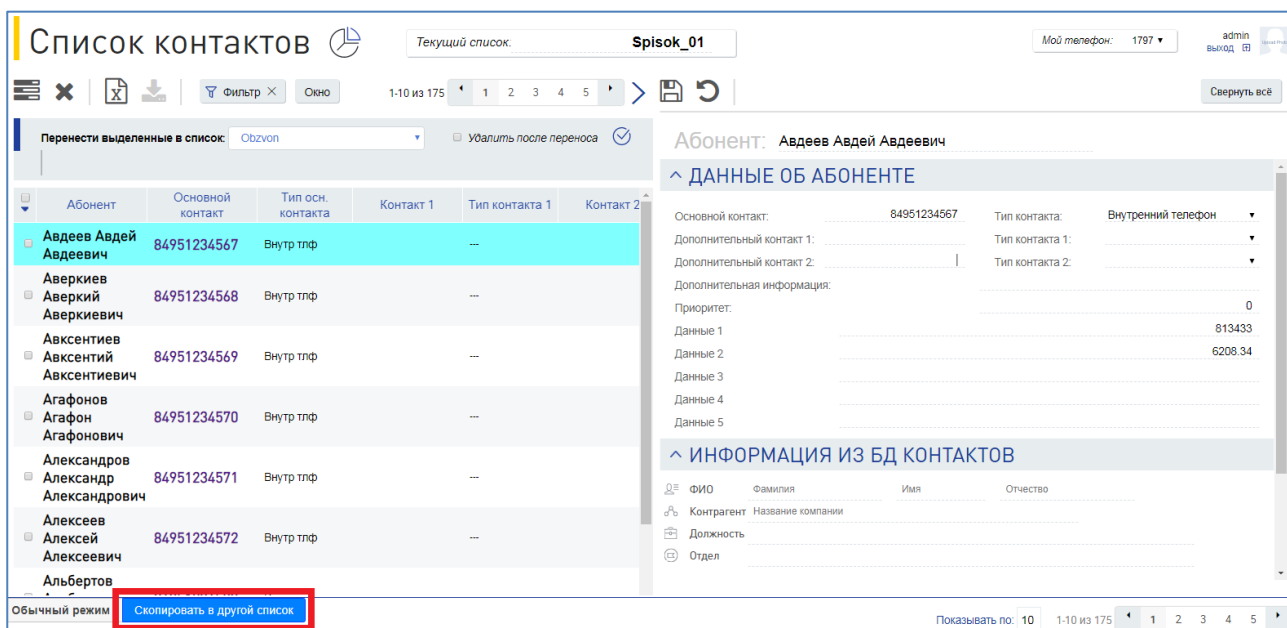 Список контактов
Текущий список: Spisok_01
Мой телефон: 1797
admin
выход
Фильтр
Окно
1-10 из 175 1 2 3 4 5
Свернуть всё
Перенести выделенные в список: Obzvon
Удалить после переноса
Абонент Основной контакт Тип осн. контакта Контакт 1 Тип контакта 1 Контакт 2
Авдеев Авдей Авдеевич 84951234567 Внутр тлф ---
Аверкиев Аверкий Аверкиевич 84951234568 Внутр тлф ---
Авксентиев Авксентий Авксентиевич 84951234569 Внутр тлф ---
Агафонов Агафон Агафонович 84951234570 Внутр тлф ---
Александров Александр Александрович 84951234571 Внутр тлф ---
Алексеев Алексей Алексеевич 84951234572 Внутр тлф ---
Альбертов
Абонент: Авдеев Авдей Авдеевич
ДАННЫЕ ОБ АБОНЕНТЕ
Основной контакт: 84951234567 Тип контакта: Внутренний телефон
Дополнительный контакт 1: Тип контакта 1:
Дополнительный контакт 2: Тип контакта 2:
Дополнительная информация:
Приоритет: 0
Данные 1 813433
Данные 2 6208.34
Данные 3
Данные 4
Данные 5
ИНФОРМАЦИЯ ИЗ БД КОНТАКТОВ
ФИО Фамилия Имя Отчество
Контрагент Название компании
Должность
Отдел
Обычный режим Скопировать в другой список
Показывать по: 10 1-10 из 175 1 2 3 4 5